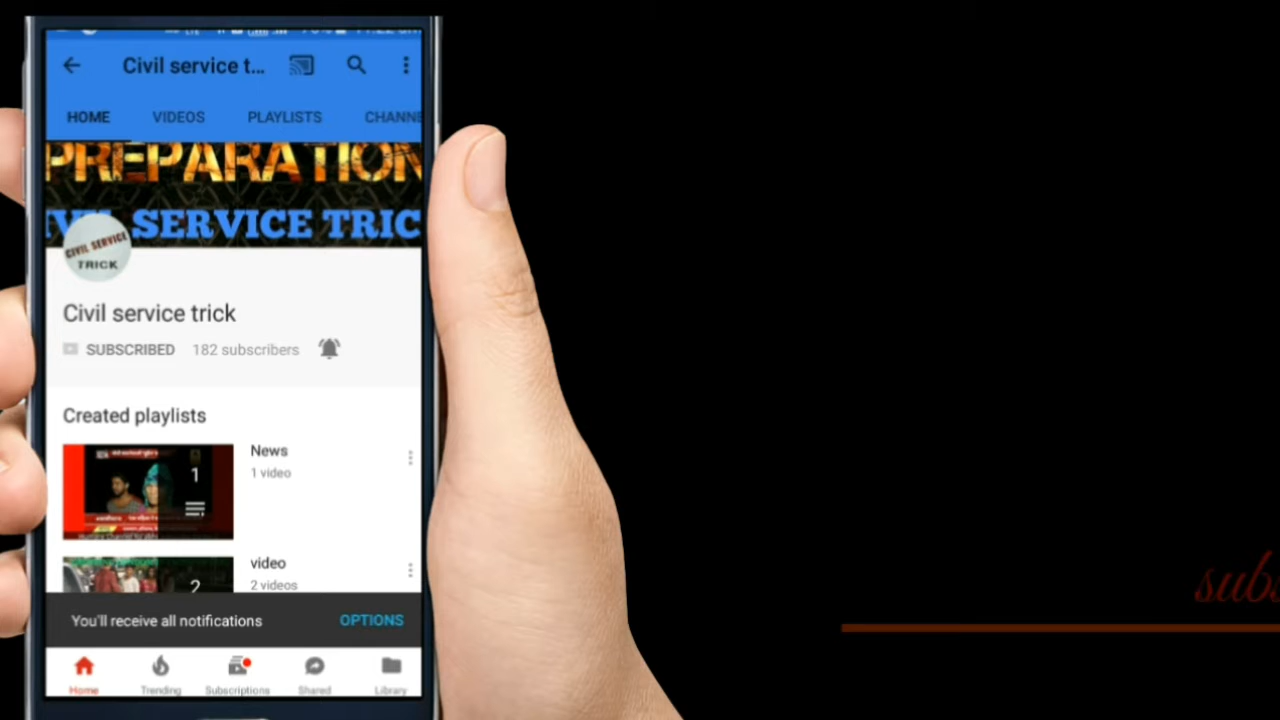 Civil service t...
HOME VIDEOS PLAYLISTS CHANNE
PREPARATION
SERVICE TRIC
CIVIL SERVICE
TRICK
Civil service trick
SUBSCRIBED 182 subscribers
Created playlists
News
1 video
1
video
2 videos
2
You'll receive all notifications OPTIONS
Home Trending Subscriptions Shared Library
subs